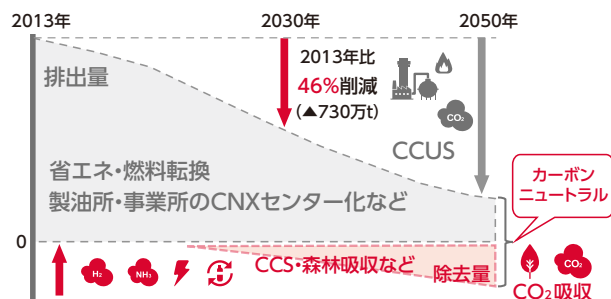 2013年
2030年
2050年
排出量
2013年比
46%削減
(▲730万t)
CO₂
CCUS
省エネ・燃料転換
製油所・事業所のCNXセンター化など
カーボン
ニュートラル
0
H₂
NH₃
CCS・森林吸収など
除去量
CO₂
CO₂吸収